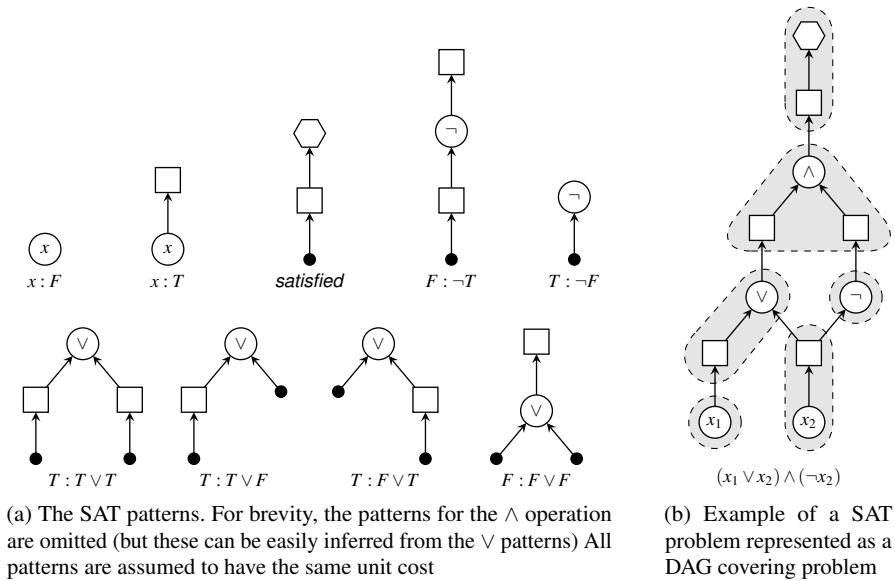 ¬
x
x
¬
x : F
x : T
satisfied
F : ¬T
T : ¬F
∨
∨
∨
∨
T : T ∨ T
T : T ∨ F
T : F ∨ T
F : F ∨ F
(a) The SAT patterns. For brevity, the patterns for the ∧ operation
are omitted (but these can be easily inferred from the ∨ patterns) All
patterns are assumed to have the same unit cost
∧
∨
¬
x₁
x₂
(x₁ ∨ x₂) ∧ (¬x₂)
(b) Example of a SAT
problem represented as a
DAG covering problem